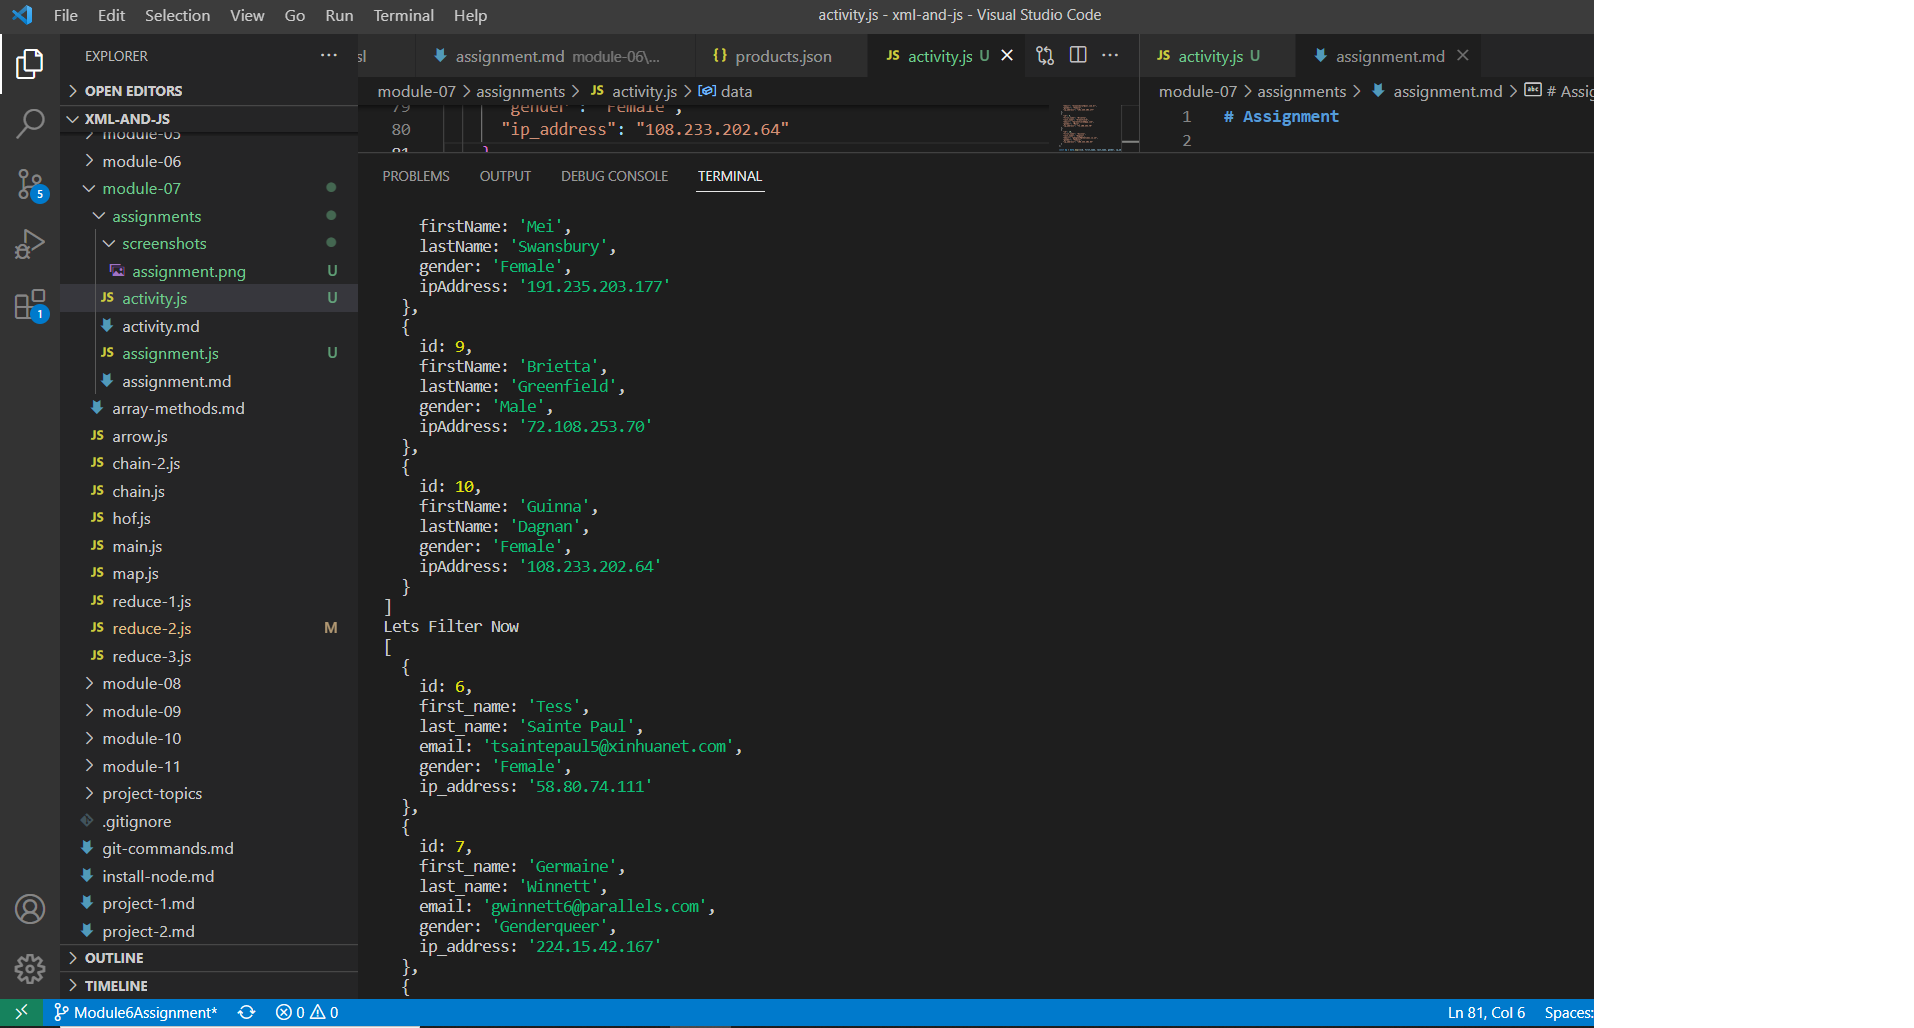 File Edit Selection View Go Run Terminal Help
activity.js - xml-and-js - Visual Studio Code
EXPLORER
OPEN EDITORS
XML-AND-JS
module-05
module-06
module-07
assignments
screenshots
assignment.png U
activity.js U
activity.md
assignment.js U
assignment.md
array-methods.md
arrow.js
chain-2.js
chain.js
hof.js
main.js
map.js
reduce-1.js
reduce-2.js M
reduce-3.js
module-08
module-09
module-10
module-11
project-topics
.gitignore
git-commands.md
install-node.md
project-1.md
project-2.md
OUTLINE
TIMELINE
sl assignment.md module-06\... products.json JS activity.js U
module-07 > assignments > JS activity.js > data
79 "gender": "Female",
80 "ip_address": "108.233.202.64"
81 }
JS activity.js U assignment.md
module-07 > assignments > assignment.md > # Assig
1 # Assignment
2
PROBLEMS OUTPUT DEBUG CONSOLE TERMINAL
firstName: 'Mei',
lastName: 'Swansbury',
gender: 'Female',
ipAddress: '191.235.203.177'
},
{
id: 9,
firstName: 'Brietta',
lastName: 'Greenfield',
gender: 'Male',
ipAddress: '72.108.253.70'
},
{
id: 10,
firstName: 'Guinna',
lastName: 'Dagnan',
gender: 'Female',
ipAddress: '108.233.202.64'
}
]
Lets Filter Now
[
{
id: 6,
first_name: 'Tess',
last_name: 'Sainte Paul',
email: 'tsaintepaul5@xinhuanet.com',
gender: 'Female',
ip_address: '58.80.74.111'
},
{
id: 7,
first_name: 'Germaine',
last_name: 'Winnett',
email: 'gwinnett6@parallels.com',
gender: 'Genderqueer',
ip_address: '224.15.42.167'
},
{
5
1
Module6Assignment* 0 0
Ln 81, Col 6 Spaces: